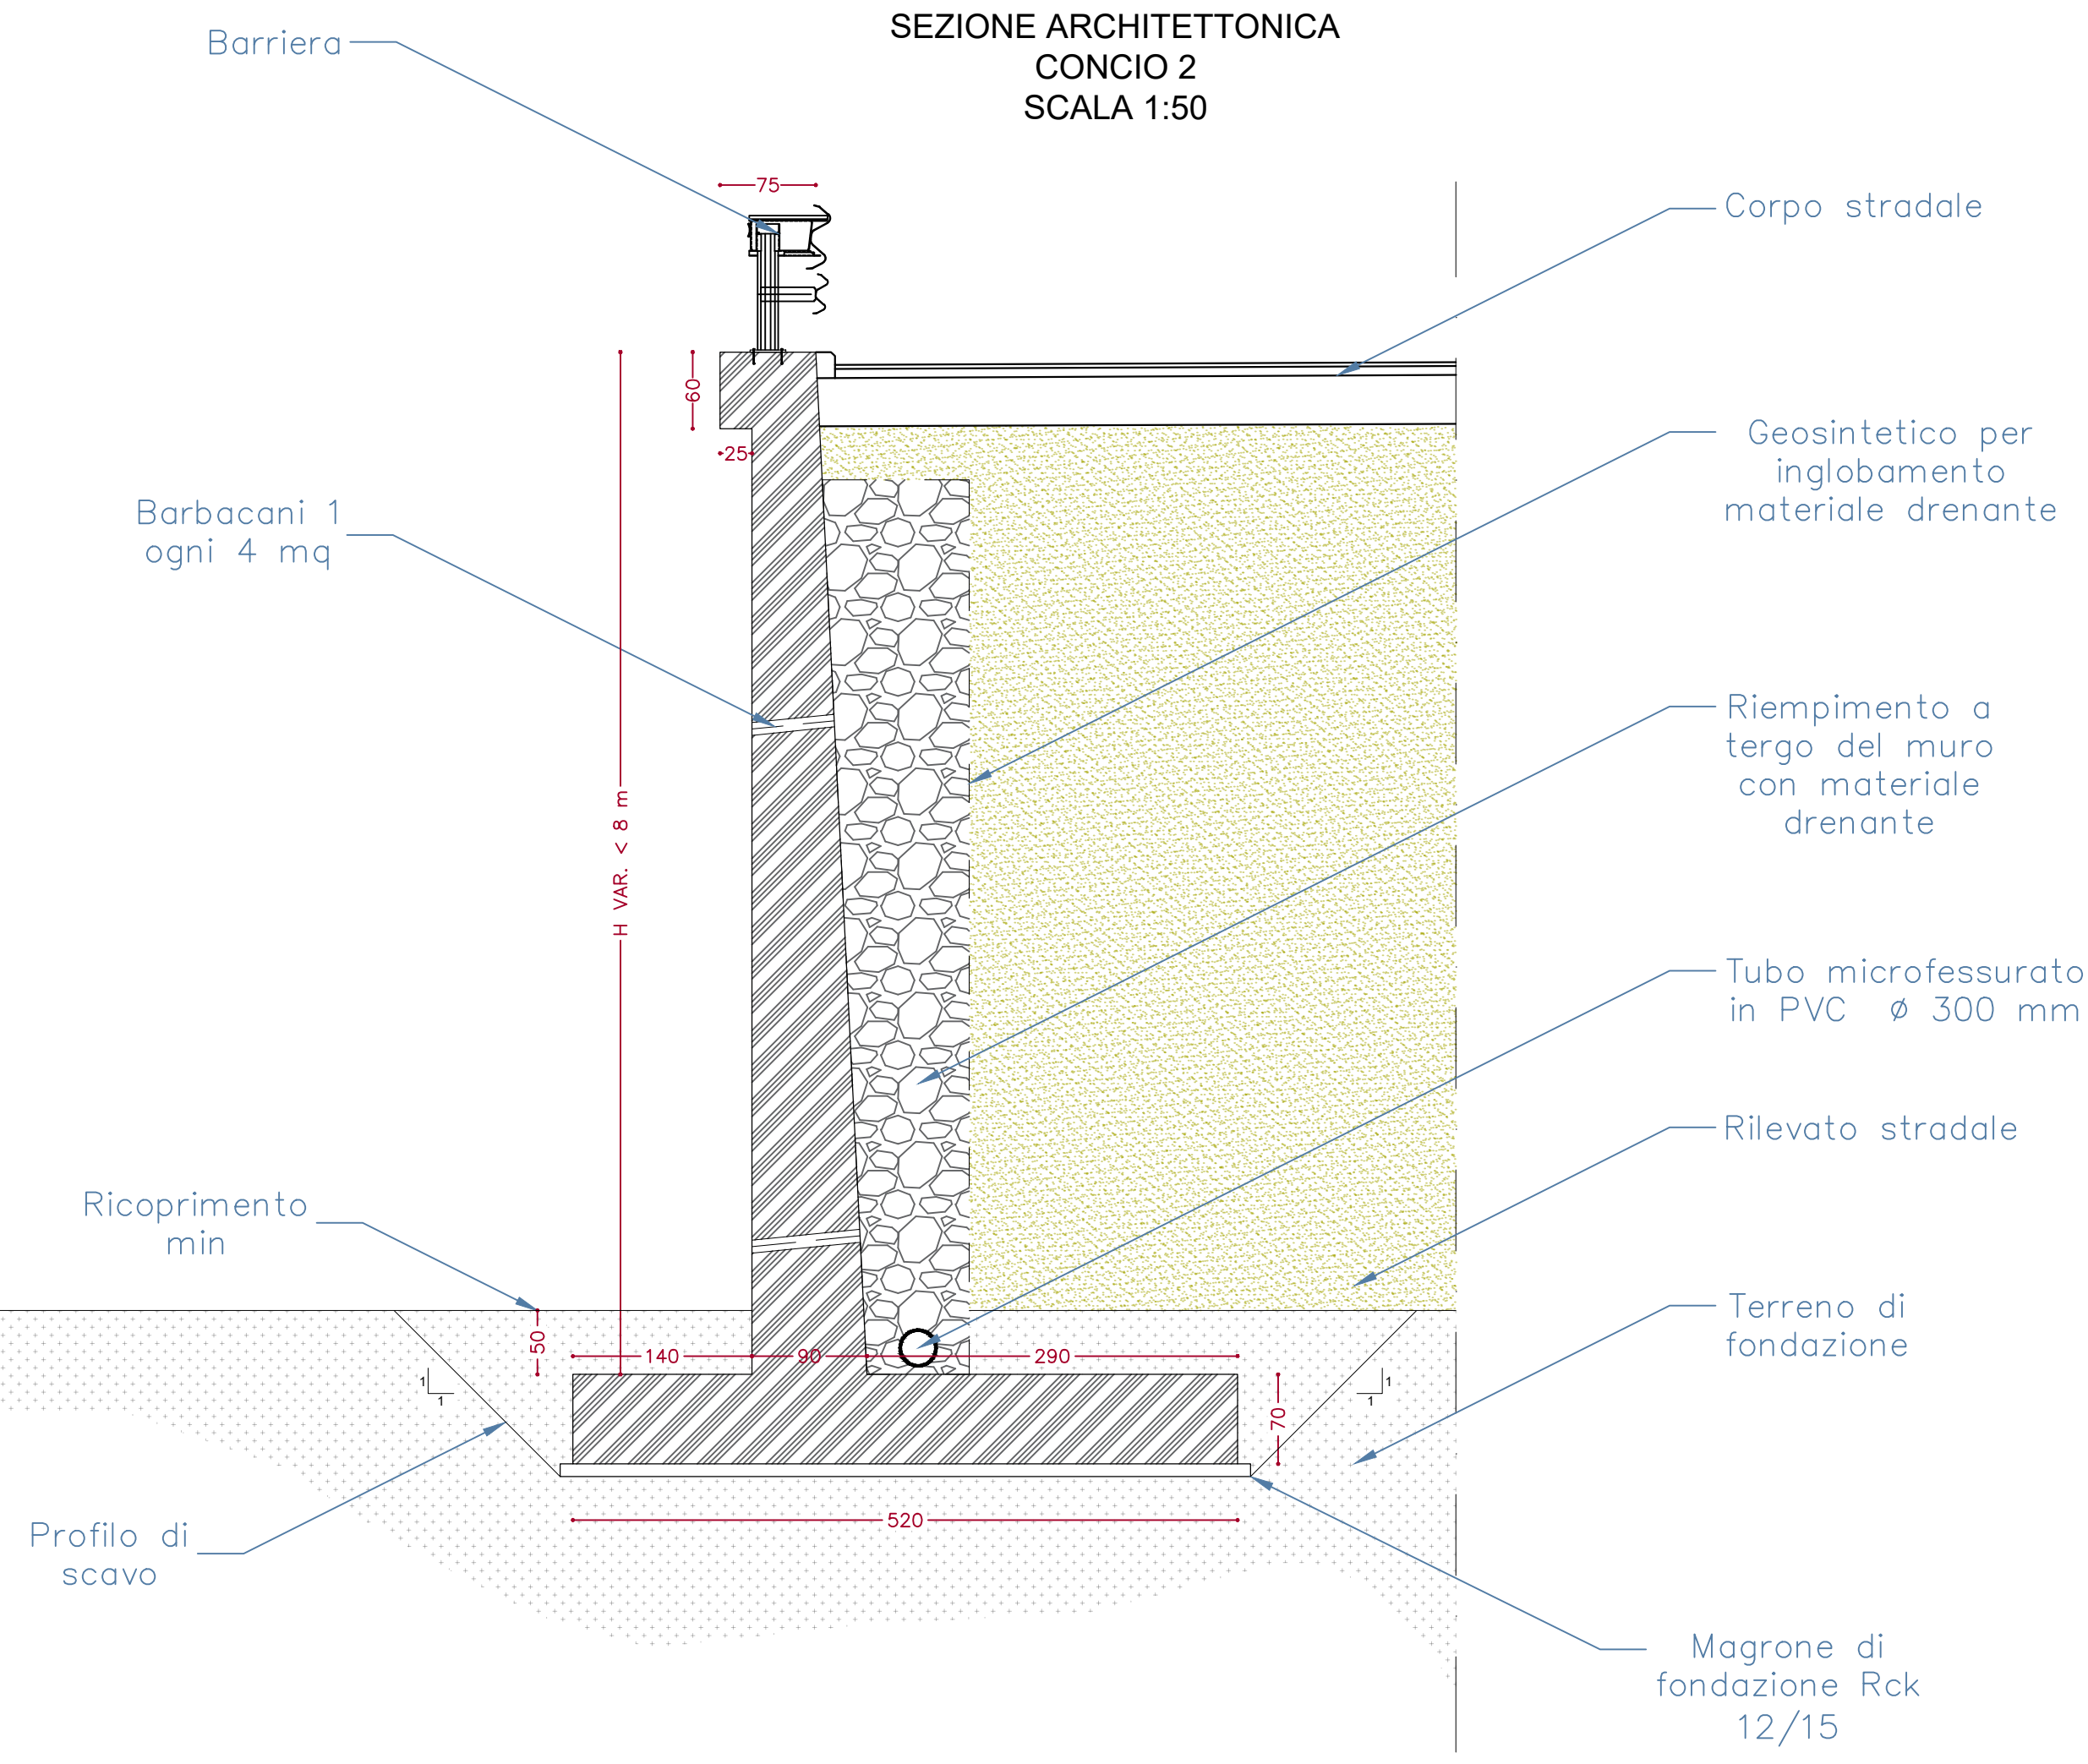 SEZIONE ARCHITETTONICA
CONCIO 2
SCALA 1:50
Barriera
75
Corpo stradale
60
25
Geosintetico per
inglobamento
materiale drenante
Barbacani 1
ogni 4 mq
Riempimento a
tergo del muro
con materiale
drenante
H VAR. < 8 m
Tubo microfessurato
in PVC Ø 300 mm
Rilevato stradale
Ricoprimento
min
Terreno di
fondazione
50
140
90
290
1
1
1
1
70
520
Profilo di
scavo
Magrone di
fondazione Rck
12/15